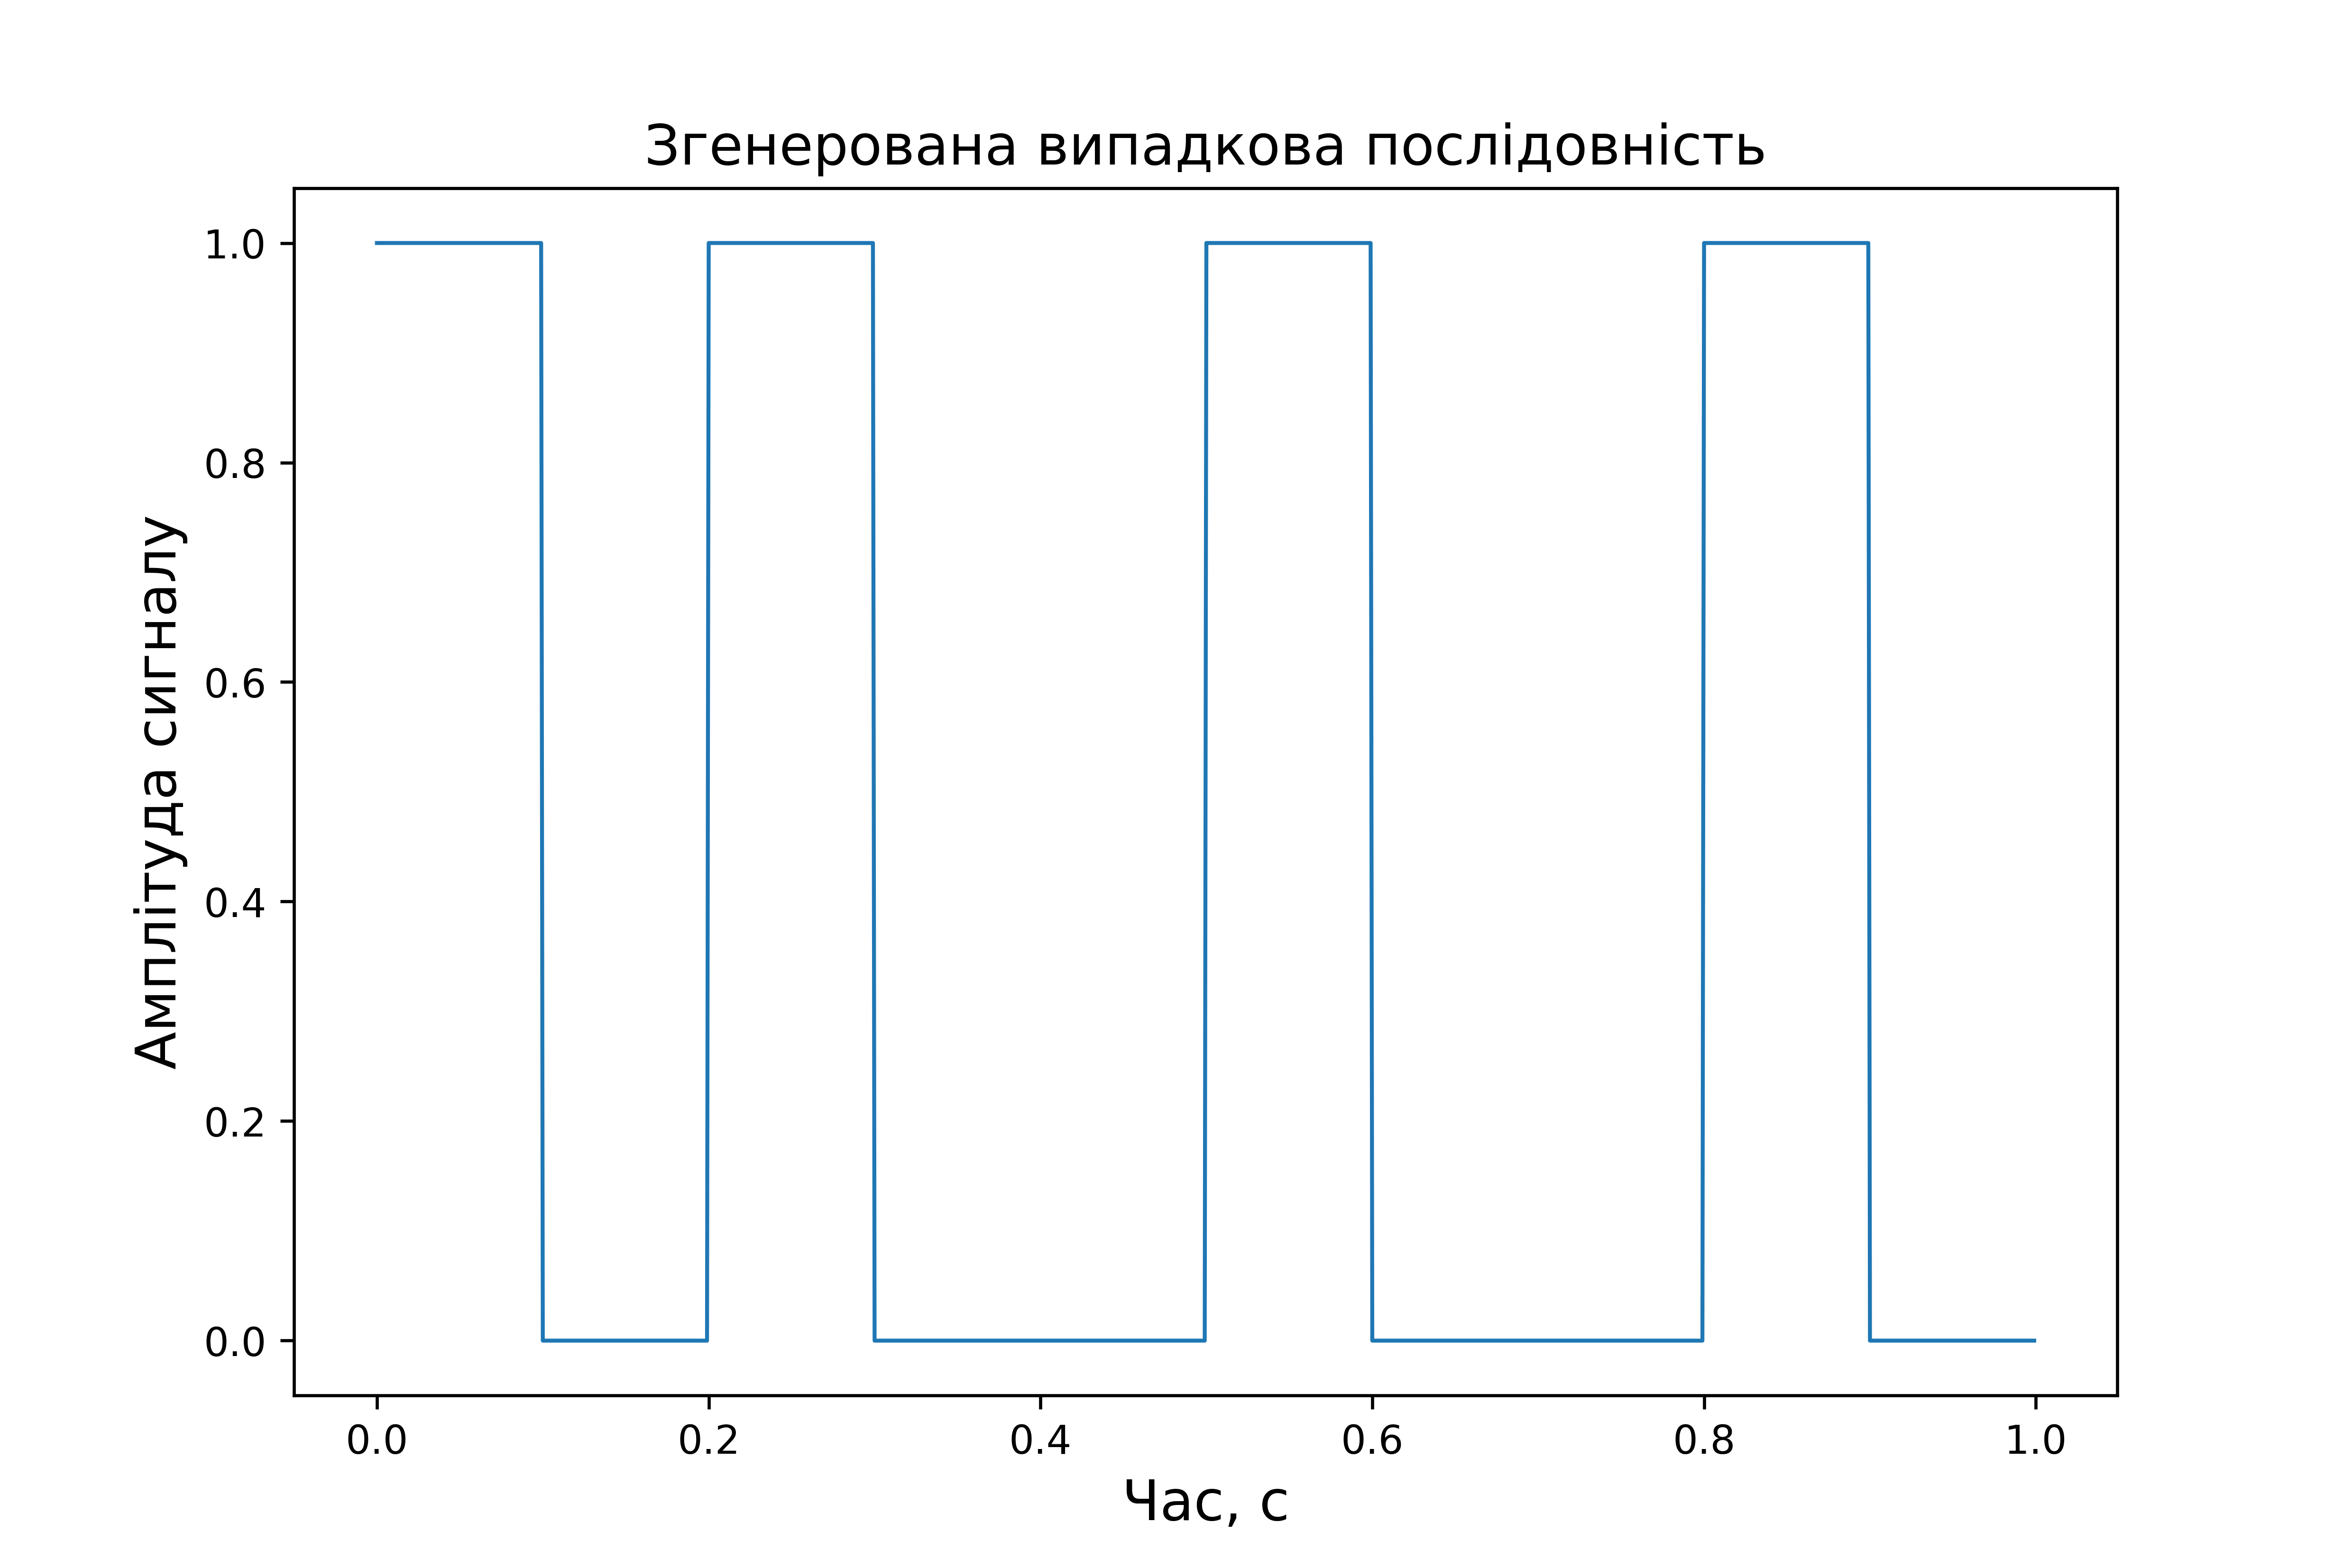 Згенерована випадкова послідовність
Амплітуда сигналу
1.0
0.8
0.6
0.4
0.2
0.0
0.0 0.2 0.4 0.6 0.8 1.0
Час, с